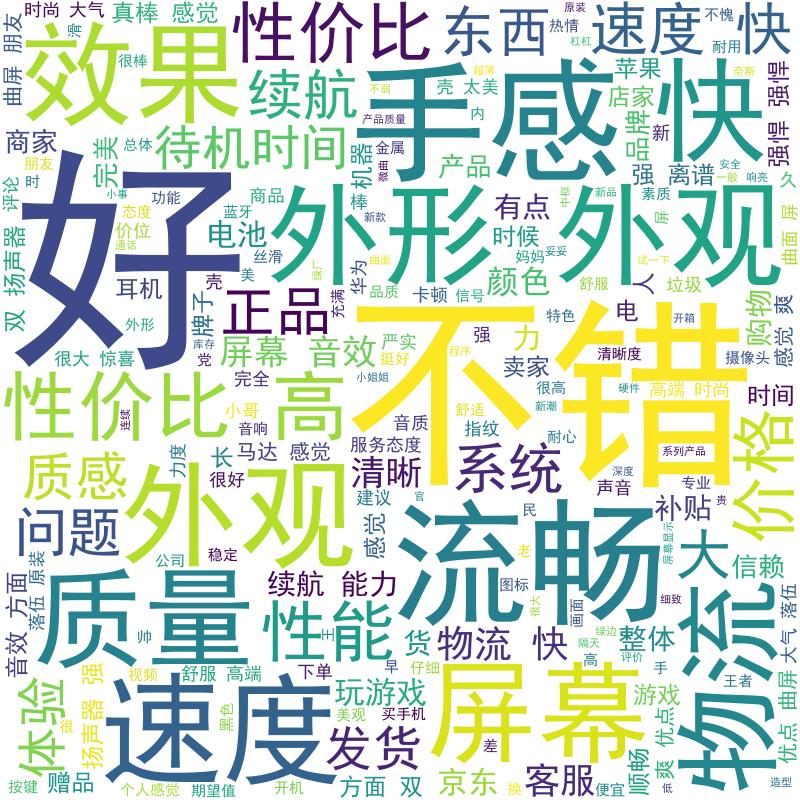 时尚 大气
真棒 感觉
性价比
东西
速度 快
原装
热情
不愧
耐用
杠杠
曲屏 朋友
滑
很棒
效果
续航
手感
快
超薄
奈斯
苹果
店家
品牌
强悍 强悍
不弱
壳 太美
内
产品质量
商家
完美
待机时间
机器
金属
微曲
产品
新
强 离谱
朋友
总体
时
小事
功能
棒
新款
有点
中框
新品
素质
屏
安全
一般
响亮
久
评论
好
态度
价位
通话
蓝牙
商品
电池
丝滑
外形
外观
时候
妈妈 妥妥
试一下
曲面 屏
双 扬声器
耳机
壳
美
绿厂
华为
曲面
品质
颜色
舒服
人
垃圾
购物
感觉 爽
外形
牌子
正品
充满
卡顿 信号
特色
电
开箱
很大 惊喜
党
库存
屏幕 音效
严实
挺好
强
程序
力
卖家
清晰度
摄像头
不错
性价比 高
连续
完全
小姐姐
很高
硬件
高端 时尚
时间
小哥
音响
音质
舒适
指纹
新潮
质感
力度
长
很好
马达 感觉
服务态度
清晰
耐心
系统
系列产品
价格
外观
感觉
建议
官
声音
深度
专业
补贴
贵
问题
公司
稳定
民
老
屏幕显示
大
信赖
音效 方面
落伍 原装
质量
帅
续航 能力
性能
王
流畅
图标
很大
画面
细致
物流
货
物流 快
绿边
隔天
整体
评价
大气 落伍
体验
很
扬声器 强
视频
舒服 高端
下单
早
仔细
高
手
王者
速度
黑色
玩游戏
美观
买手机
屏幕
游戏
优点 曲屏
发货
差
顺畅
爽 优点
低
按键
赠品
个人感觉
期望值
开机
方面 双
京东
换
客服
便宜
造型